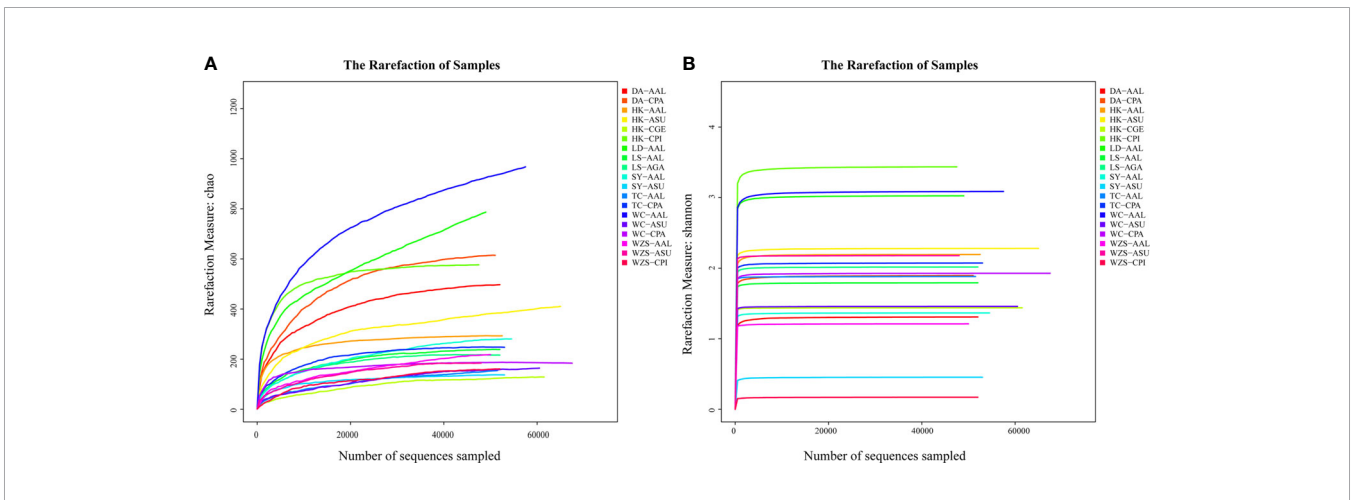 A
The Rarefaction of Samples
Rarefaction Measure: chao
0
200
400
600
800
1000
1200
0
20000
40000
60000
Number of sequences sampled
DA−AAL
DA−CPA
HK−AAL
HK−ASU
HK−CGE
HK−CPI
LD−AAL
LS−AAL
LS−AGA
SY−AAL
SY−ASU
TC−AAL
TC−CPA
WC−AAL
WC−ASU
WC−CPA
WZS−AAL
WZS−ASU
WZS−CPI
B
The Rarefaction of Samples
Rarefaction Measure: shannon
0
1
2
3
4
0
20000
40000
60000
Number of sequences sampled
DA−AAL
DA−CPA
HK−AAL
HK−ASU
HK−CGE
HK−CPI
LD−AAL
LS−AAL
LS−AGA
SY−AAL
SY−ASU
TC−AAL
TC−CPA
WC−AAL
WC−ASU
WC−CPA
WZS−AAL
WZS−ASU
WZS−CPI